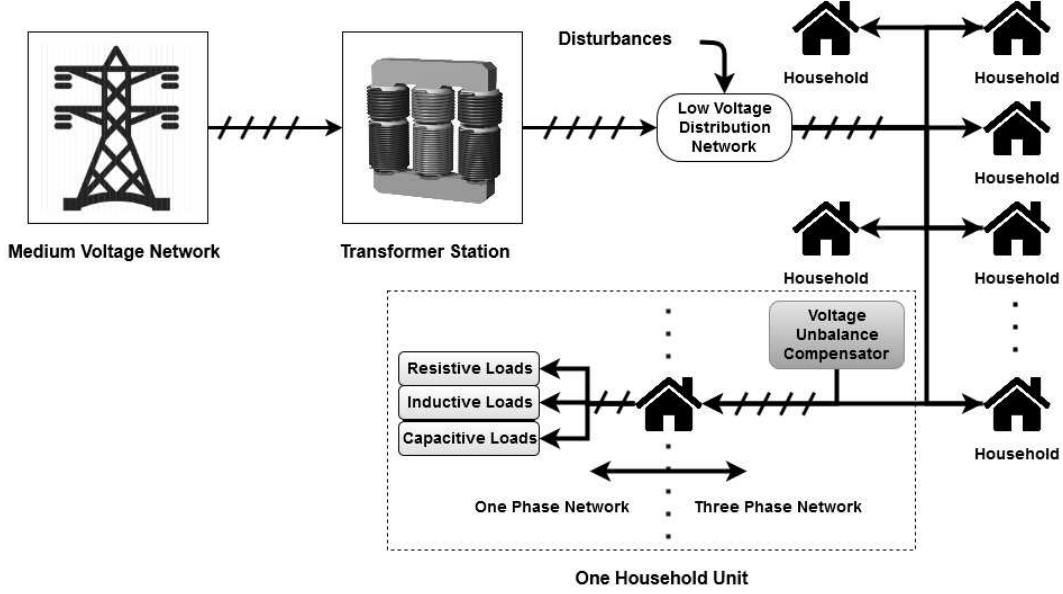 Disturbances
Low Voltage
Distribution
Network
Household
Household
Household
Medium Voltage Network
Transformer Station
Household
Household
Voltage
Unbalance
Compensator
Resistive Loads
Inductive Loads
Capacitive Loads
Household
One Phase Network
Three Phase Network
One Household Unit